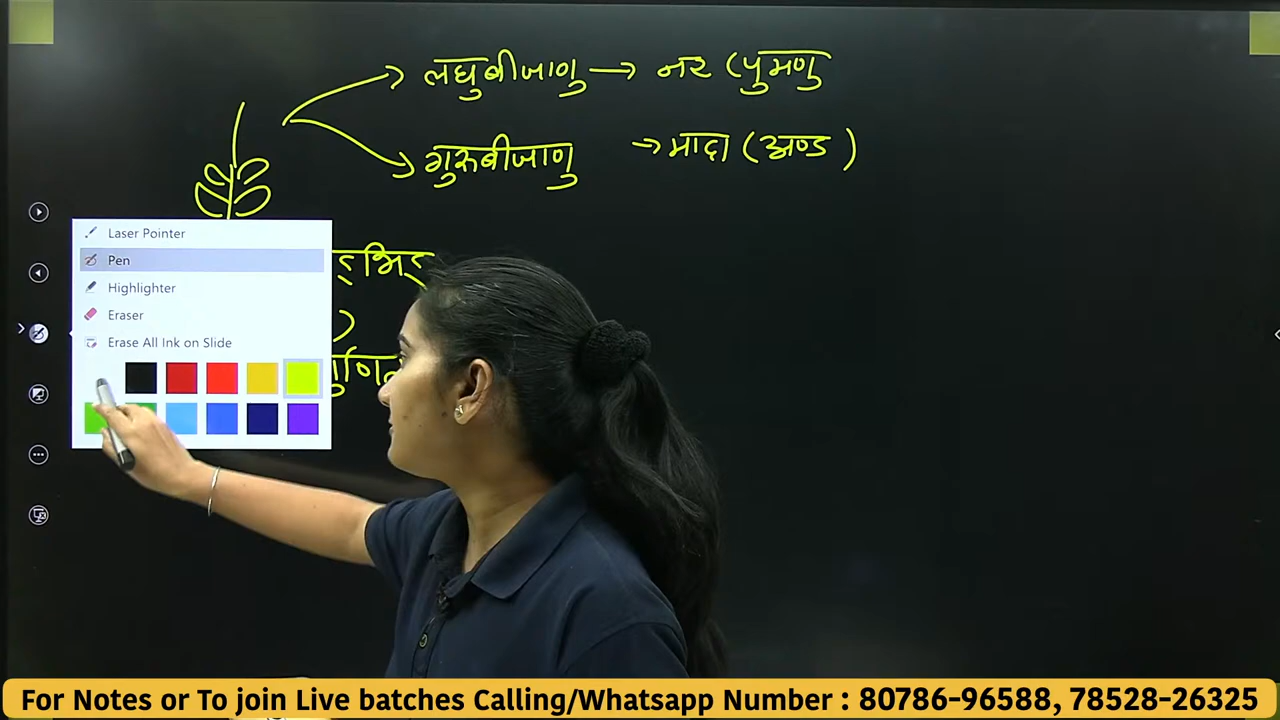 लघुबीजाणु → नर (पुमणु
गुरुबीजाणु → मादा (अण्ड)
Laser Pointer
Pen
Highlighter
Eraser
Erase All Ink on Slide
For Notes or To join Live batches Calling/Whatsapp Number : 80786-96588, 78528-26325